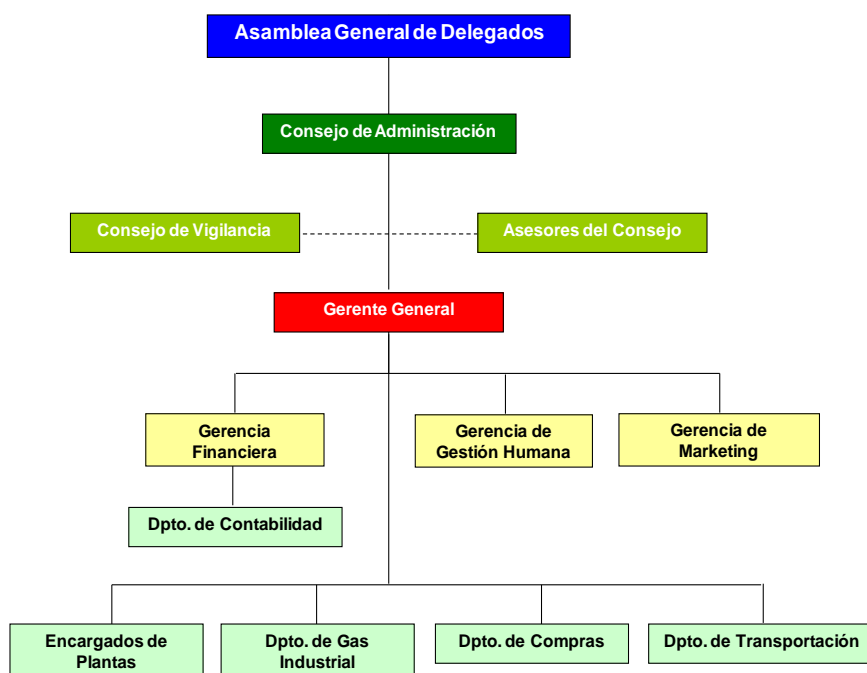 Asamblea General de Delegados
Consejo de Administración
Consejo de Vigilancia
Asesores del Consejo
Gerente General
Gerencia
Financiera
Gerencia de
Gestión Humana
Gerencia de
Marketing
Dpto. de Contabilidad
Encargados de
Plantas
Dpto. de Gas
Industrial
Dpto. de Compras
Dpto. de Transportación